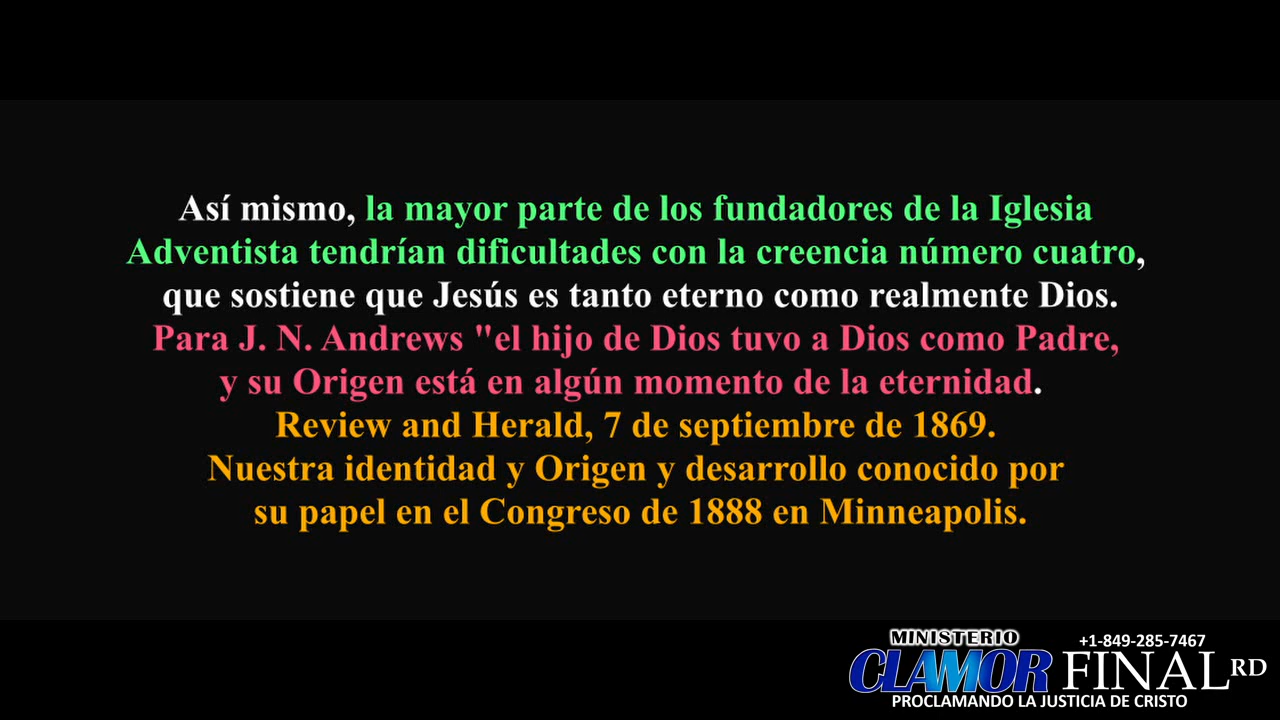 Así mismo, la mayor parte de los fundadores de la Iglesia
Adventista tendrían dificultades con la creencia número cuatro,
que sostiene que Jesús es tanto eterno como realmente Dios.
Para J. N. Andrews "el hijo de Dios tuvo a Dios como Padre,
y su Origen está en algún momento de la eternidad.
Review and Herald, 7 de septiembre de 1869.
Nuestra identidad y Origen y desarrollo conocido por
su papel en el Congreso de 1888 en Minneapolis.
MINISTERIO
+1-849-285-7467
CLAMOR FINAL RD
PROCLAMANDO LA JUSTICIA DE CRISTO